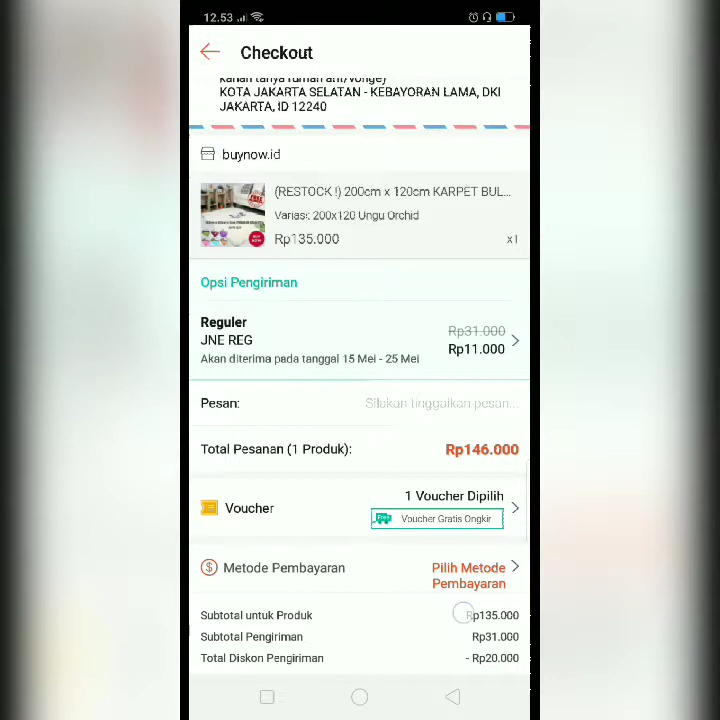 12.53
Checkout
KOTA JAKARTA SELATAN - KEBAYORAN LAMA, DKI
JAKARTA, ID 12240
buynow.id
(RESTOCK !) 200cm x 120cm KARPET BUL...
Variasi: 200x120 Ungu Orchid
Rp135.000
x1
Opsi Pengiriman
Reguler
Rp31.000
JNE REG
Rp11.000
Akan diterima pada tanggal 15 Mei - 25 Mei
Pesan:
Silakan tinggalkan pesan...
Total Pesanan (1 Produk):
Rp146.000
1 Voucher Dipilih
Voucher
Free
Voucher Gratis Ongkir
Metode Pembayaran
Pilih Metode
Pembayaran
Subtotal untuk Produk
Rp135.000
Subtotal Pengiriman
Rp31.000
Total Diskon Pengiriman
- Rp20.000